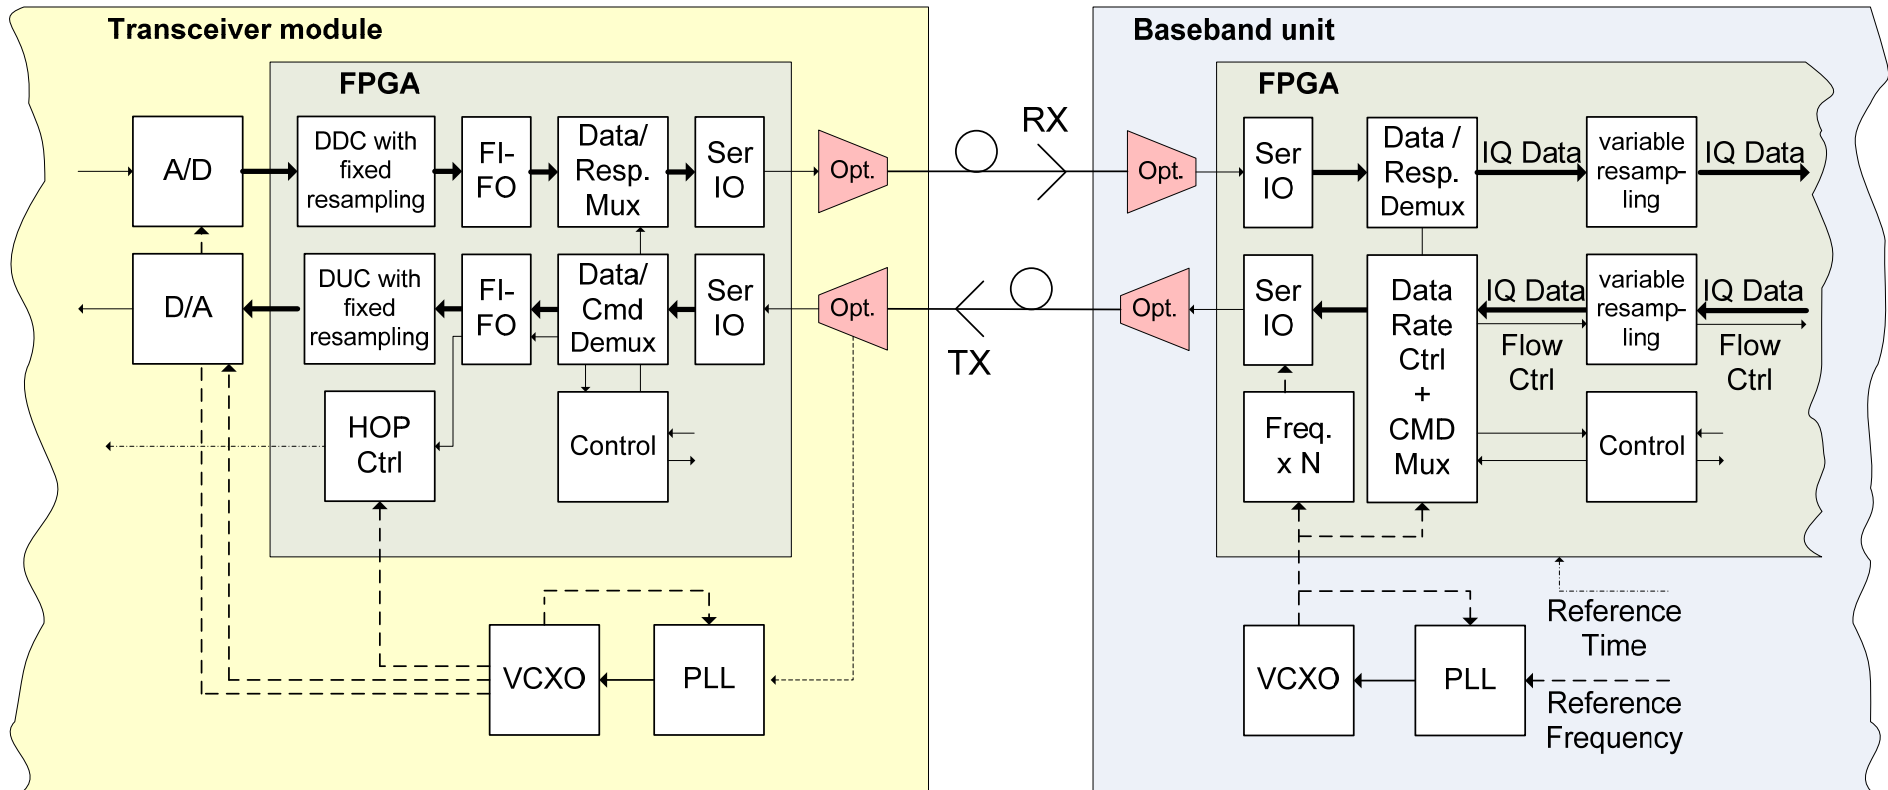 Transceiver module
FPGA
A/D
DDC with
fixed
resampling
FI-
FO
Data/
Resp.
Mux
Ser
IO
Opt.
D/A
DUC with
fixed
resampling
FI-
FO
Data/
Cmd
Demux
Ser
IO
Opt.
HOP
Ctrl
Control
VCXO
PLL
RX
TX
Baseband unit
FPGA
Opt.
Ser
IO
Data /
Resp.
Demux
IQ Data
variable
resamp-
ling
IQ Data
Opt.
Ser
IO
Data
Rate
Ctrl
+
CMD
Mux
IQ Data
Flow
Ctrl
variable
resamp-
ling
IQ Data
Flow
Ctrl
Freq.
x N
Control
Reference
Time
VCXO
PLL
Reference
Frequency